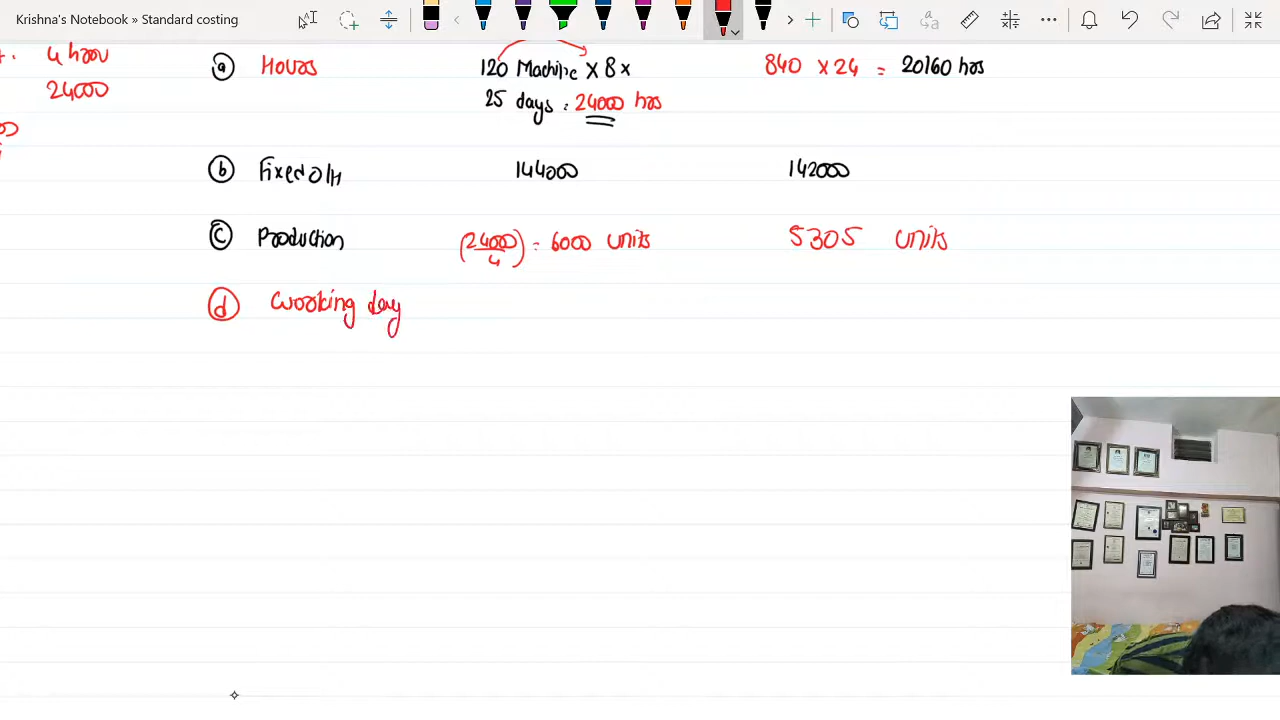 Krishna's Notebook » Standard costing
4 hour
24000
(a) Hours 120 Machine X 8 x 840 x 24 = 20160 hrs
25 days = 24000 hrs
(b) Fixed O/H 144000 142000
(c) Production (24000/4) = 6000 units 5305 units
(d) Working day